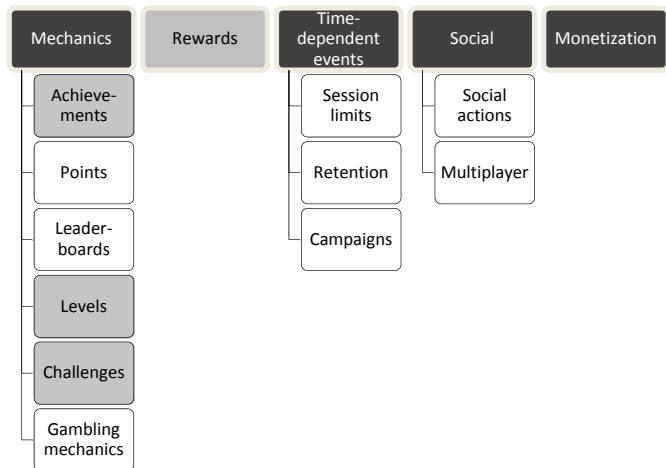 Mechanics
Achieve-
ments
Points
Leader-
boards
Levels
Challenges
Gambling
mechanics
Rewards
Time-
dependent
events
Session
limits
Retention
Campaigns
Social
Social
actions
Multiplayer
Monetization